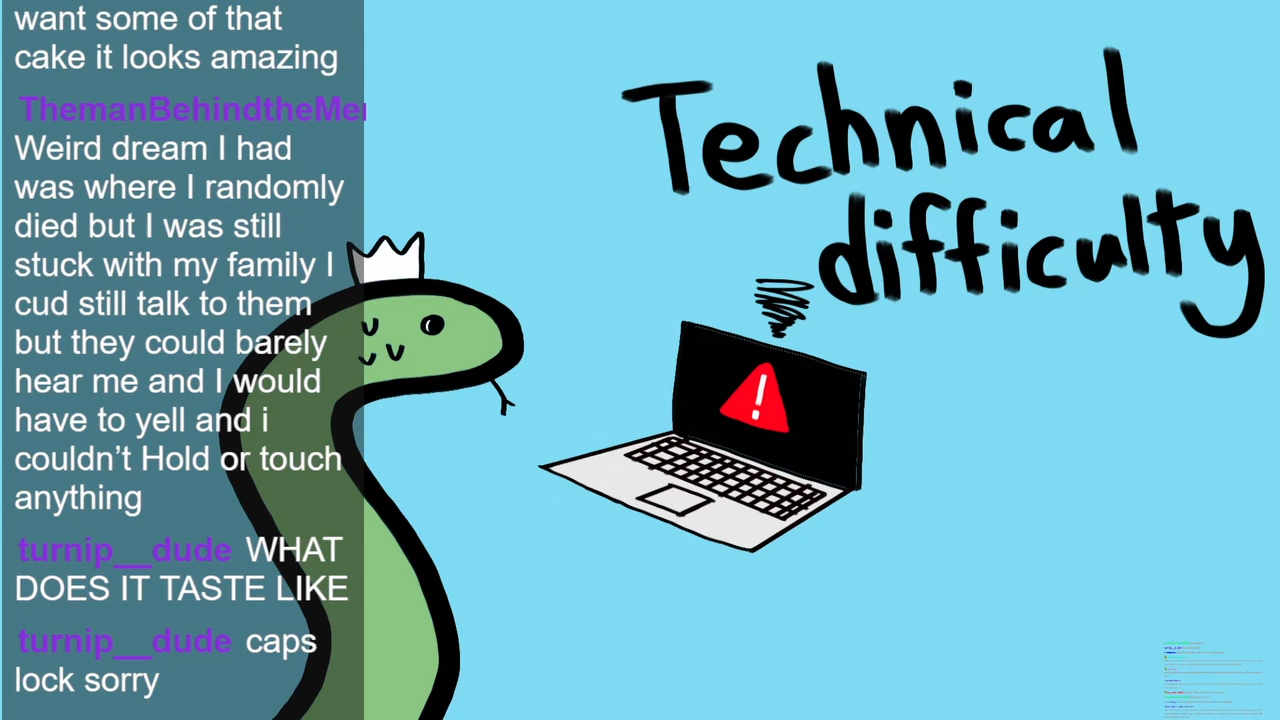 want some of that
cake it looks amazing
Weird dream I had
was where I randomly
died but I was still
stuck with my family I
cud still talk to them
but they could barely
hear me and I would
have to yell and i
couldn’t Hold or touch
anything
turnip__dude WHAT
DOES IT TASTE LIKE
turnip__dude caps
lock sorry
Technical
difficulty
!